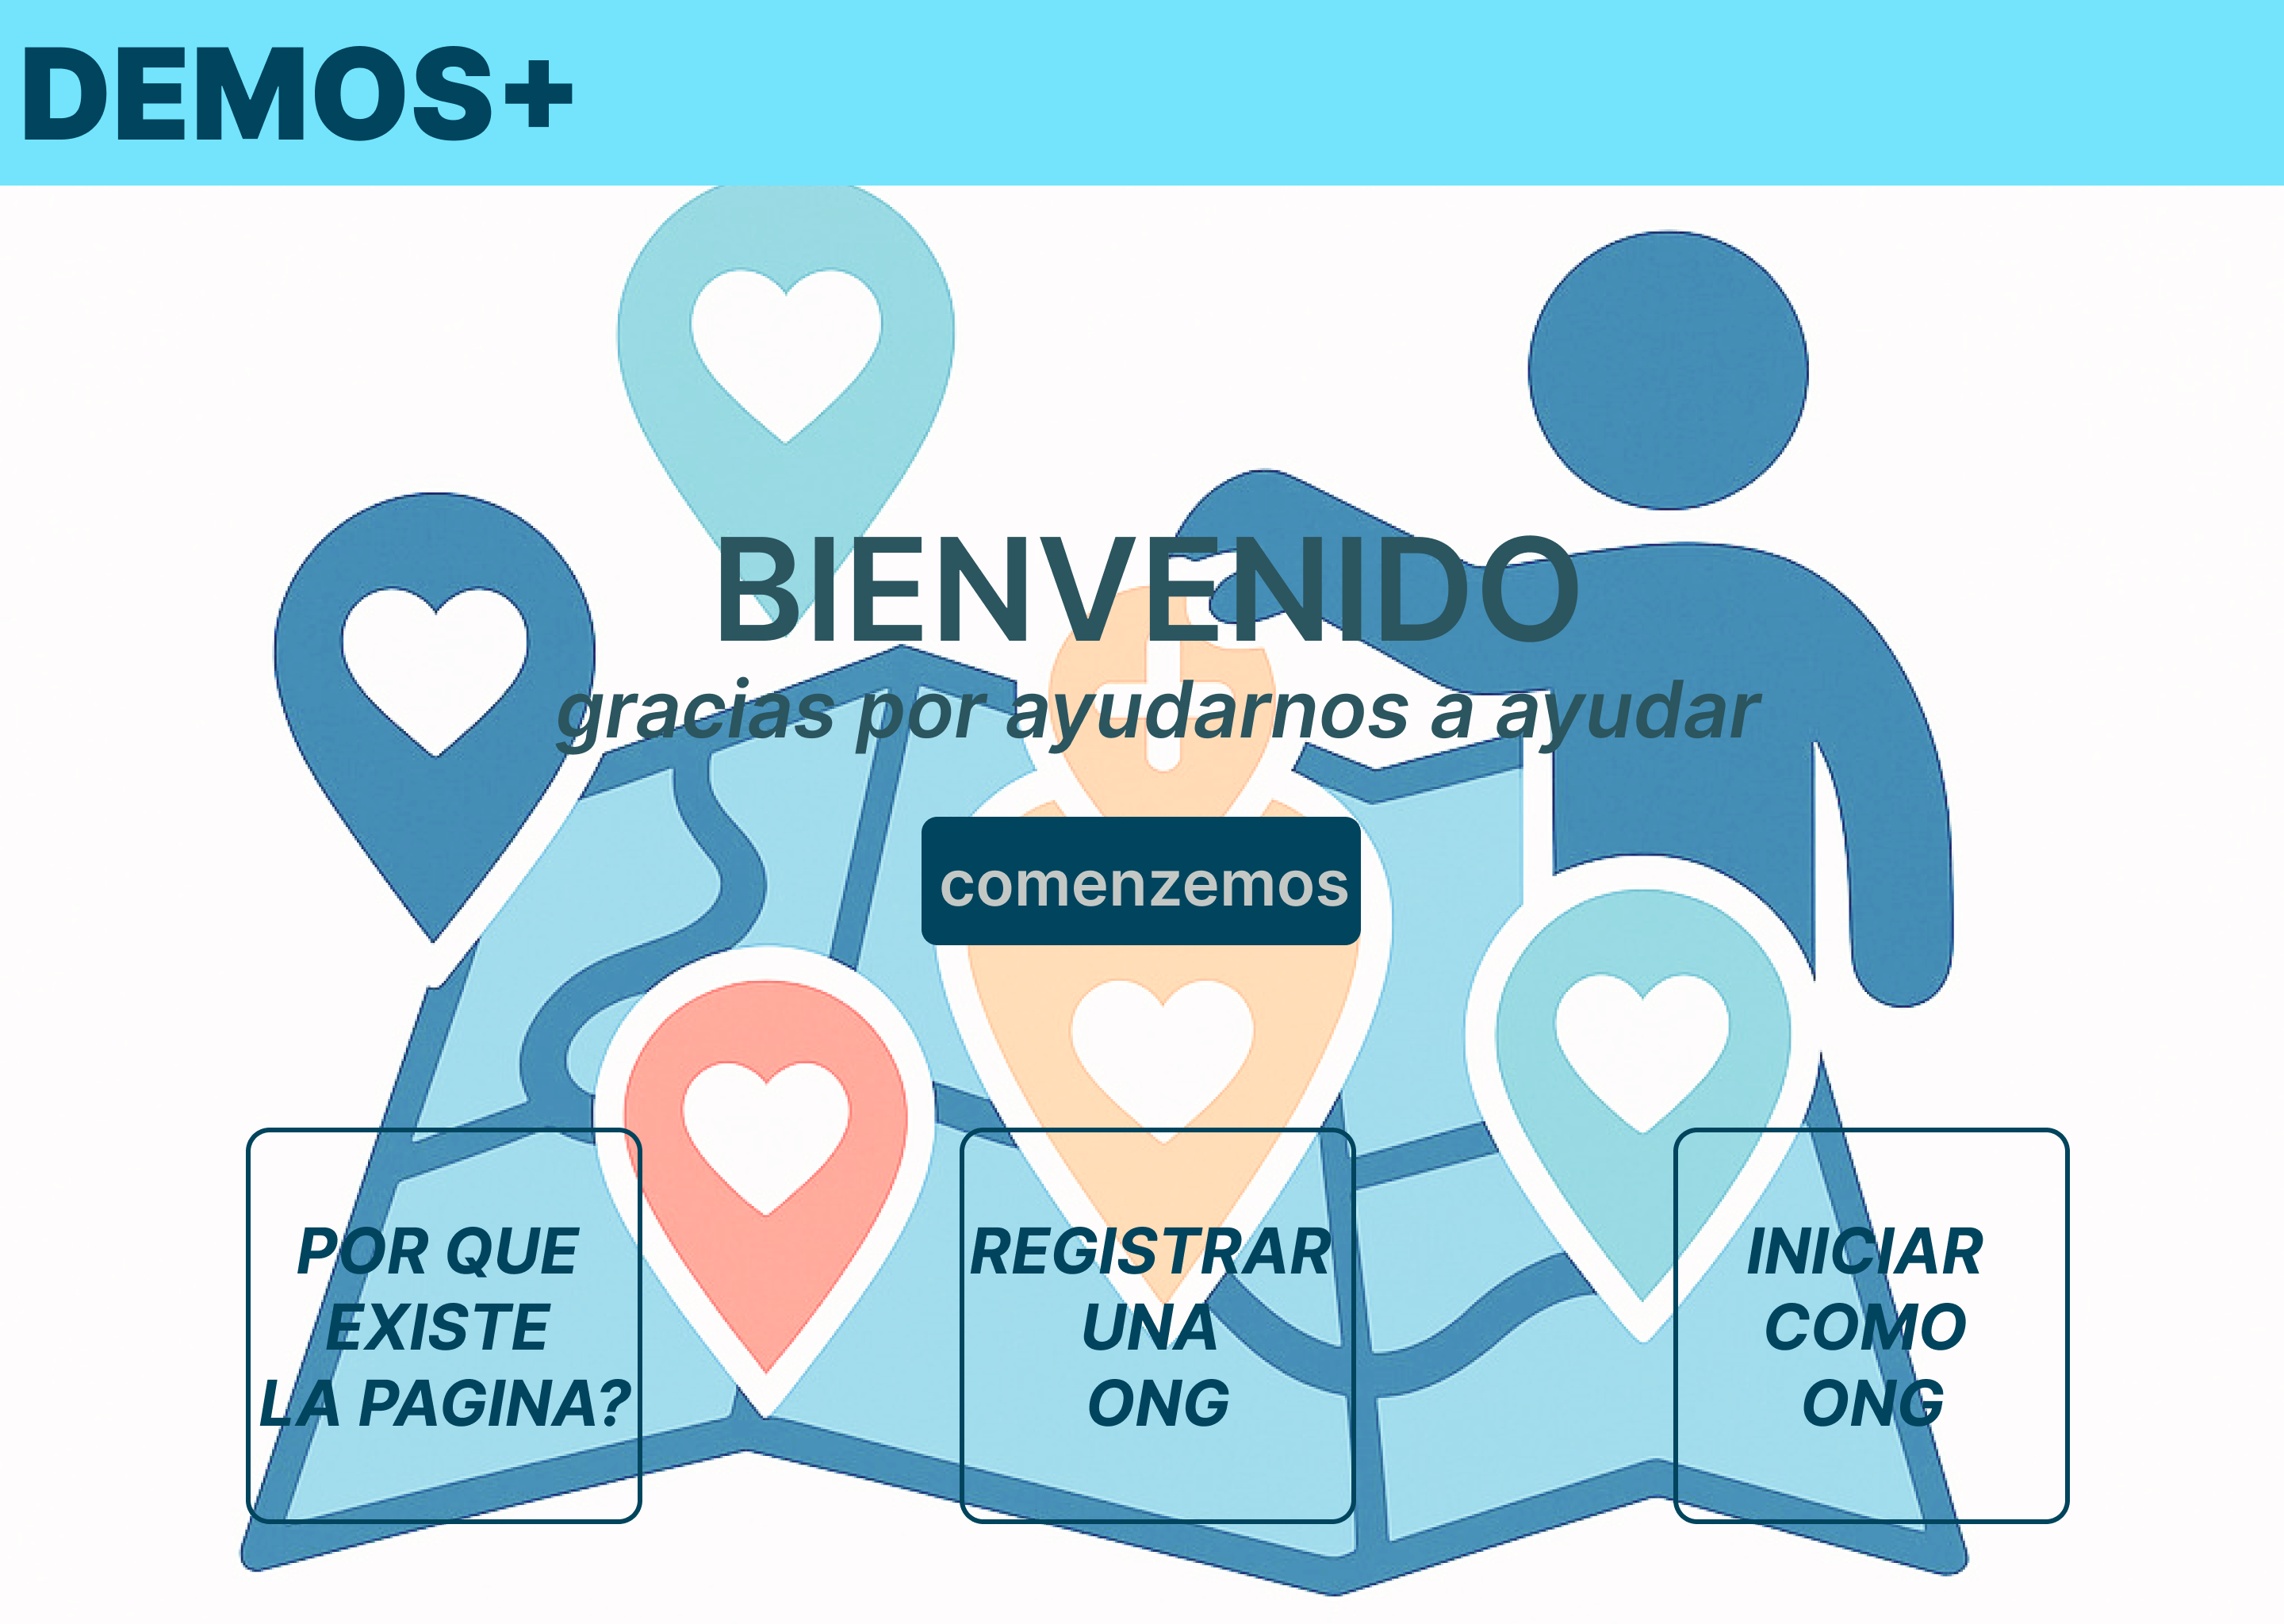 DEMOS+
BIENVENIDO
gracias por ayudarnos a ayudar
comenzemos
POR QUE
EXISTE
LA PAGINA?
REGISTRAR
UNA
ONG
INICIAR
COMO
ONG